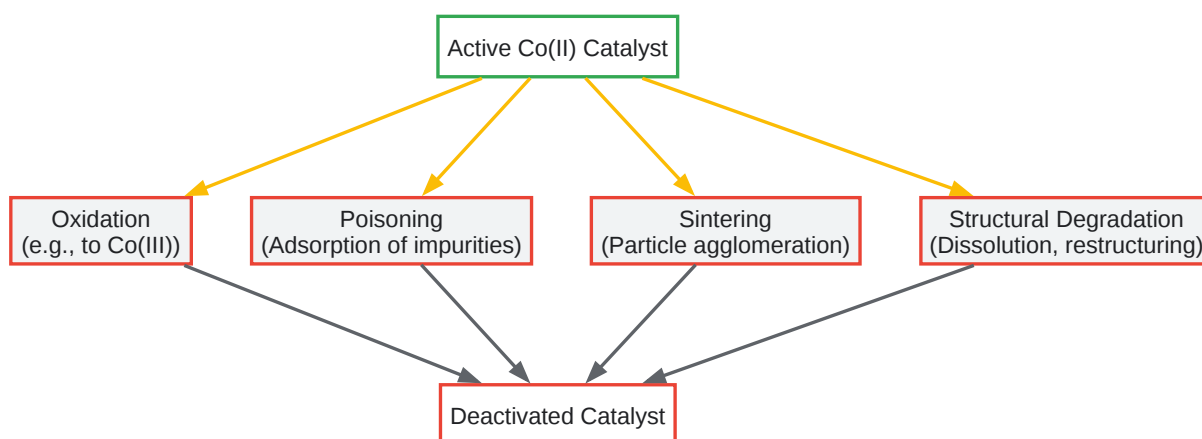 Active Co(II) Catalyst
Oxidation
(e.g., to Co(III))
Poisoning
(Adsorption of impurities)
Sintering
(Particle agglomeration)
Structural Degradation
(Dissolution, restructuring)
Deactivated Catalyst